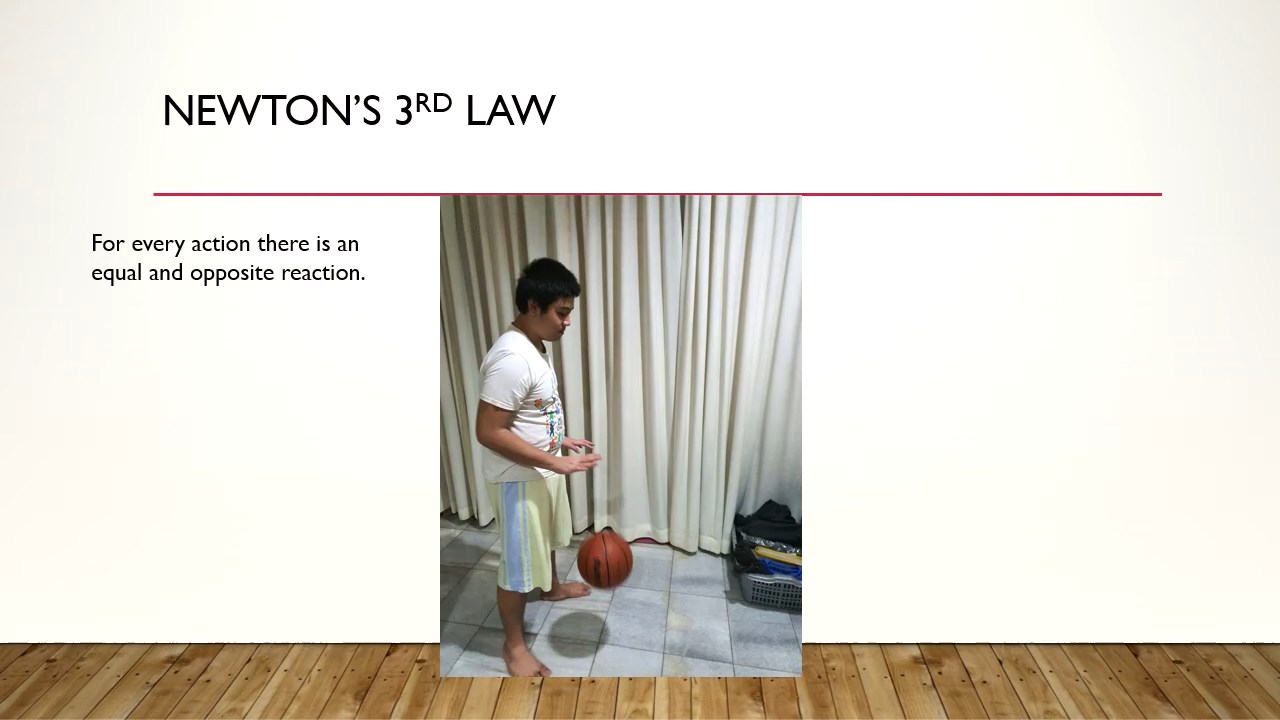 NEWTON'S 3RD LAW
For every action there is an
equal and opposite reaction.